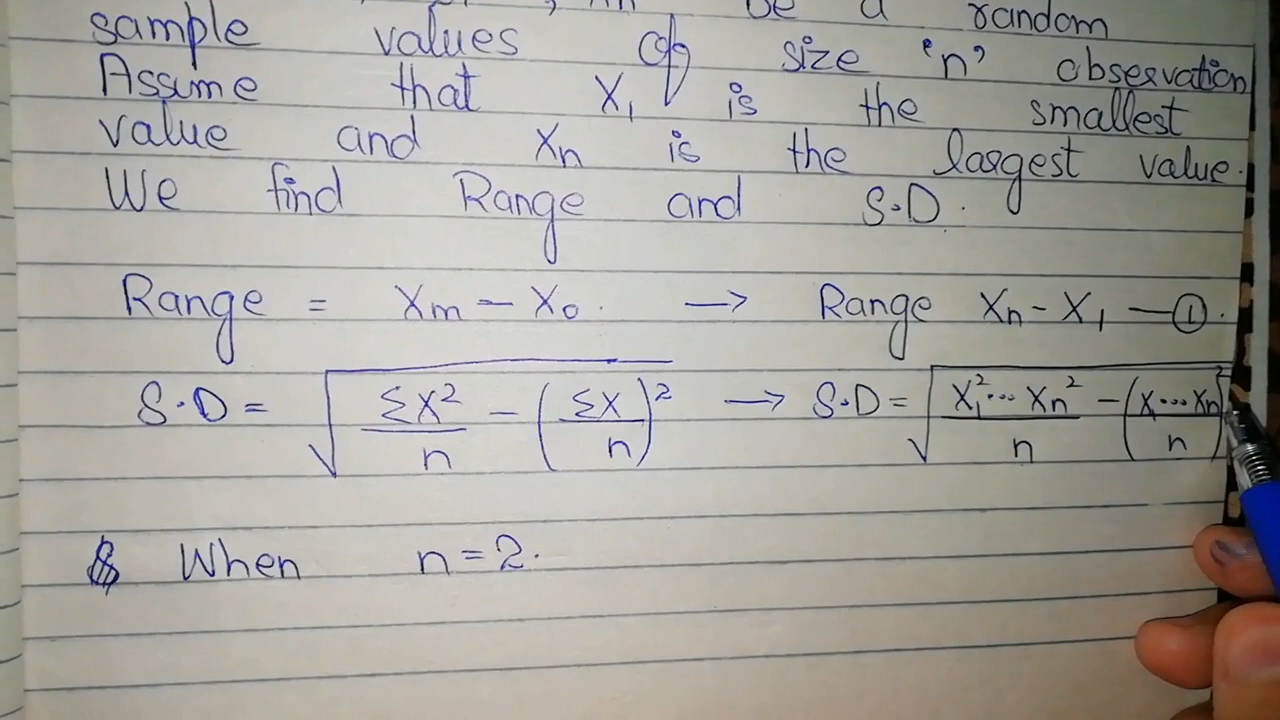 be a random
sample values of size 'n' observation
Assume that X₁ is the smallest
value and Xn is the largest value.
We find Range and S.D.
Range = Xm - X₀. → Range Xn - X₁ —①.
S.D = √ΣX²/n - (ΣX/n)² → S.D = √X₁²...Xn²/n - (X...Xn/n)²
When n = 2.